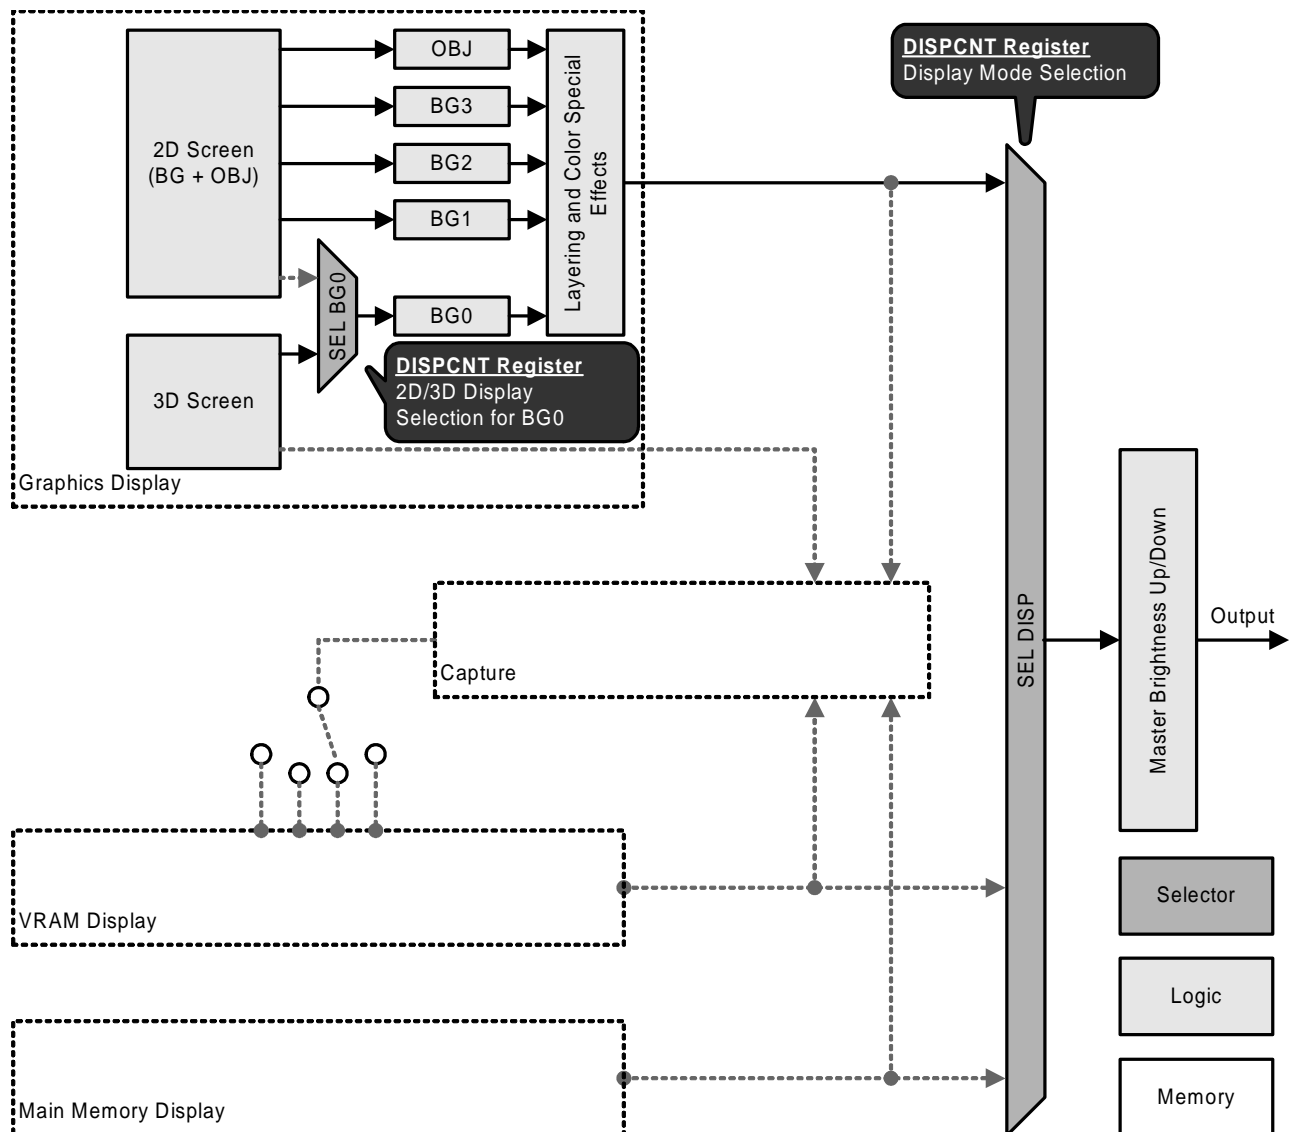 OBJ
BG3
2D Screen
(BG + OBJ)
BG2
BG1
SEL BG0
BG0
Layering and Color Special
Effects
DISPCNT Register
Display Mode Selection
3D Screen
DISPCNT Register
2D/3D Display
Selection for BG0
Graphics Display
Capture
SEL DISP
Master Brightness Up/Down
Output
VRAM Display
Main Memory Display
Selector
Logic
Memory